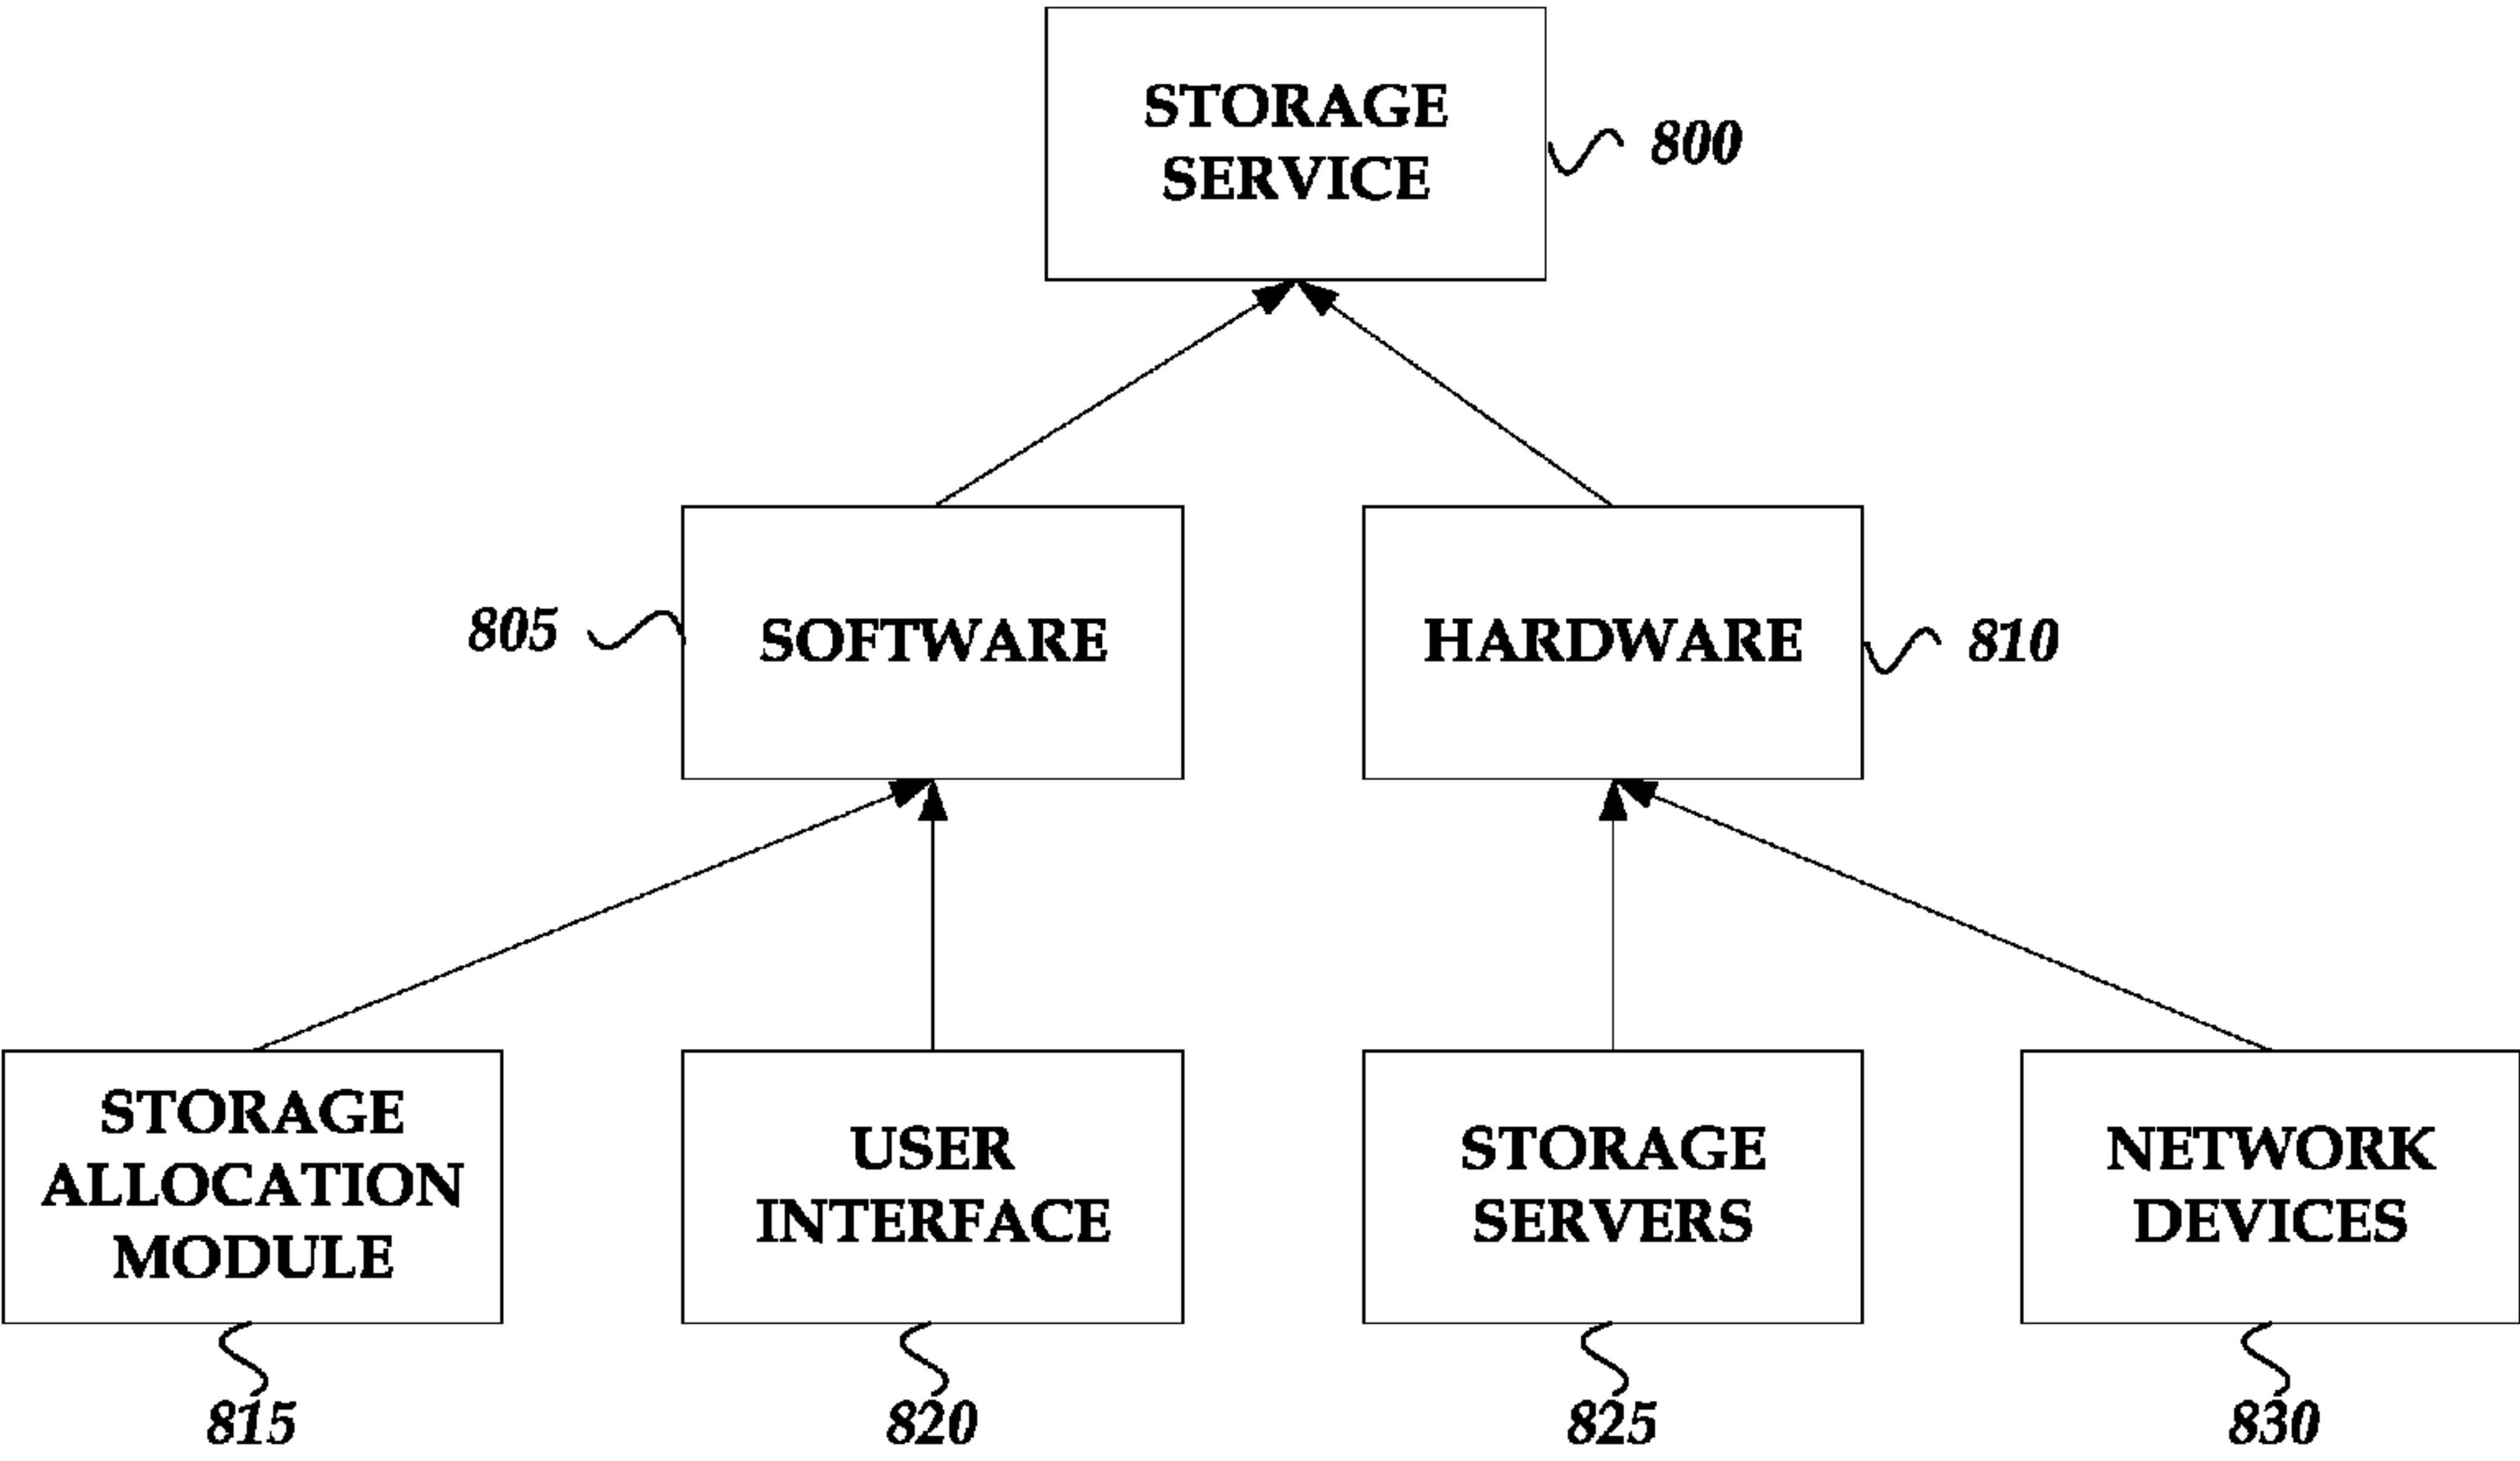 STORAGE
SERVICE
800
805
SOFTWARE
HARDWARE
810
STORAGE
ALLOCATION
MODULE
USER
INTERFACE
STORAGE
SERVERS
NETWORK
DEVICES
815
820
825
830